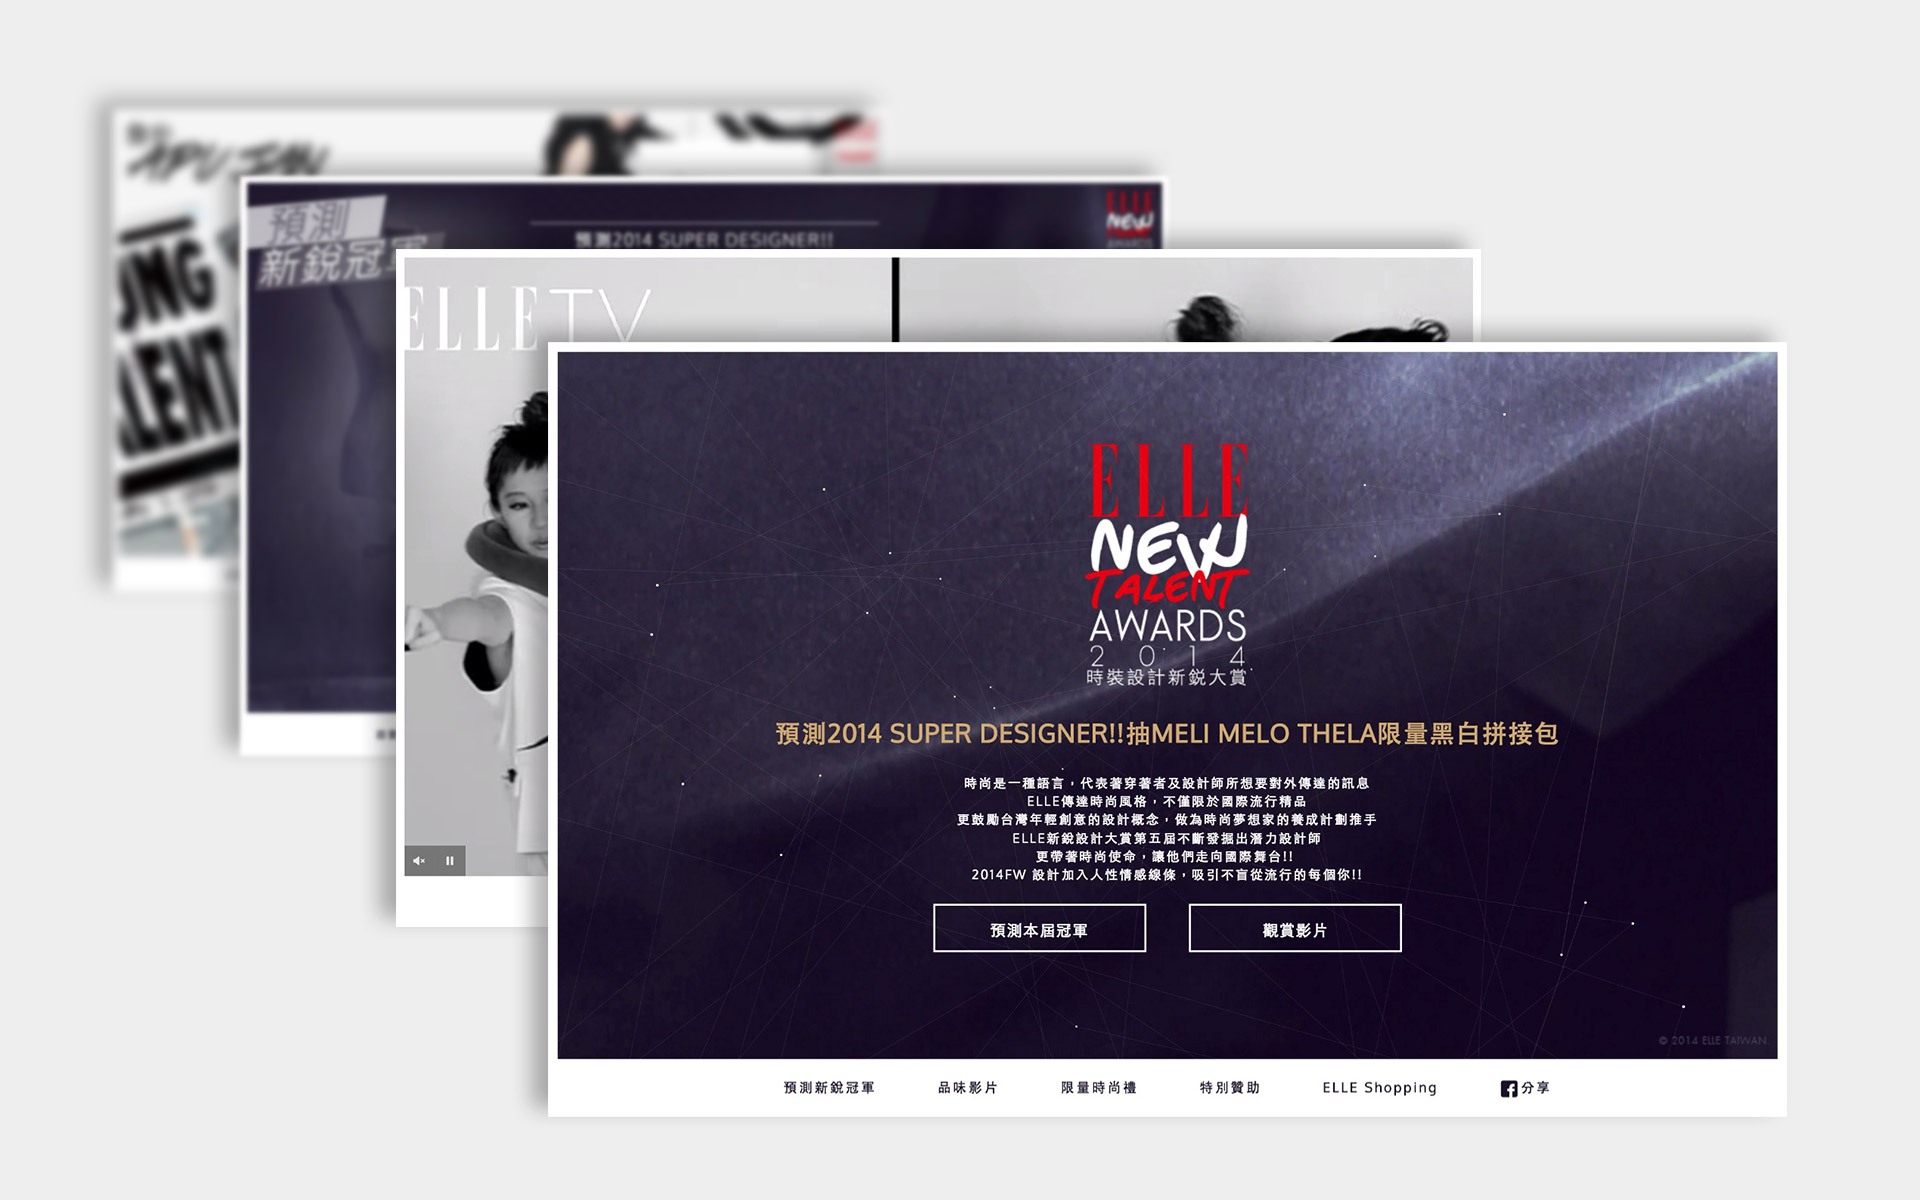 APU JAN
預測
新銳冠軍
預測2014 SUPER DESIGNER!!
ELLE
NEW
ELLE TV
ELLE
NEW
TALENT
AWARDS
2014
時裝設計新銳大賞
預測2014 SUPER DESIGNER!!抽MELI MELO THELA限量黑白拼接包
時尚是一種語言，代表著穿著者及設計師所想要對外傳達的訊息
ELLE傳達時尚風格，不僅限於國際流行精品
更鼓勵台灣年輕創意的設計概念，做為時尚夢想家的養成計劃推手
ELLE新銳設計大賞第五屆不斷發掘出潛力設計師
更帶著時尚使命，讓他們走向國際舞台!!
2014FW 設計加入人性情感線條，吸引不盲從流行的每個你!!
預測本屆冠軍
觀賞影片
© 2014 ELLE TAIWAN
預測新銳冠軍
品味影片
限量時尚禮
特別贊助
ELLE Shopping
分享